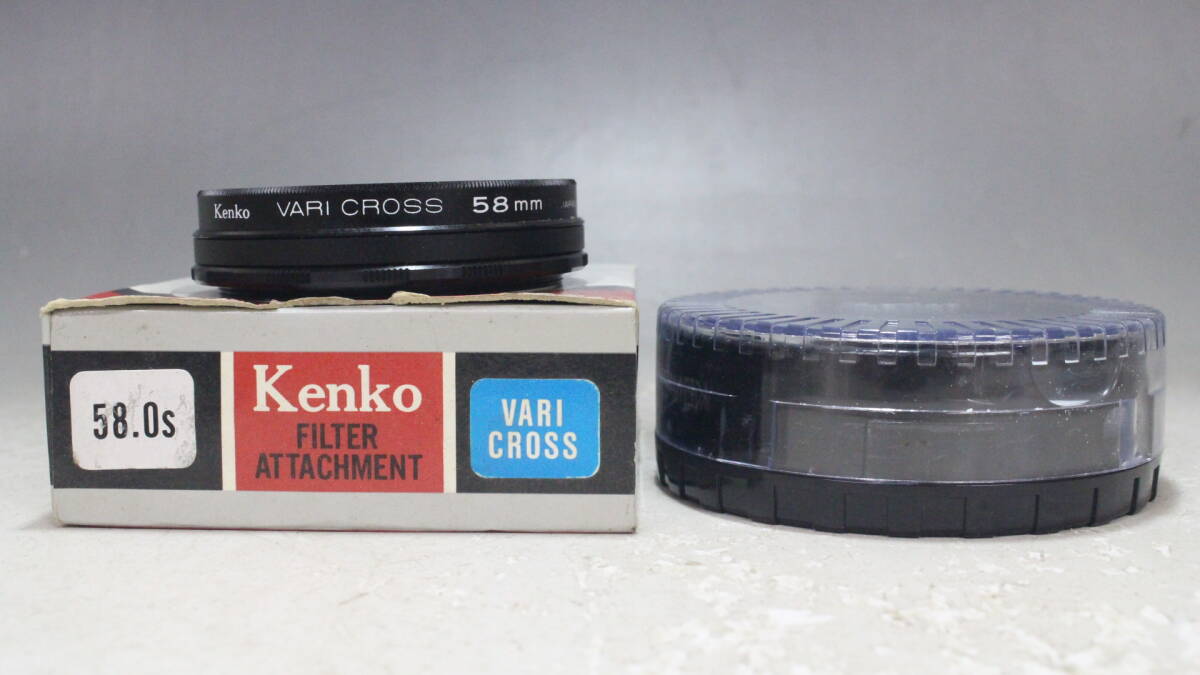 Kenko VARI CROSS 58mm
58.0s
Kenko
FILTER
ATTACHMENT
VARI
CROSS